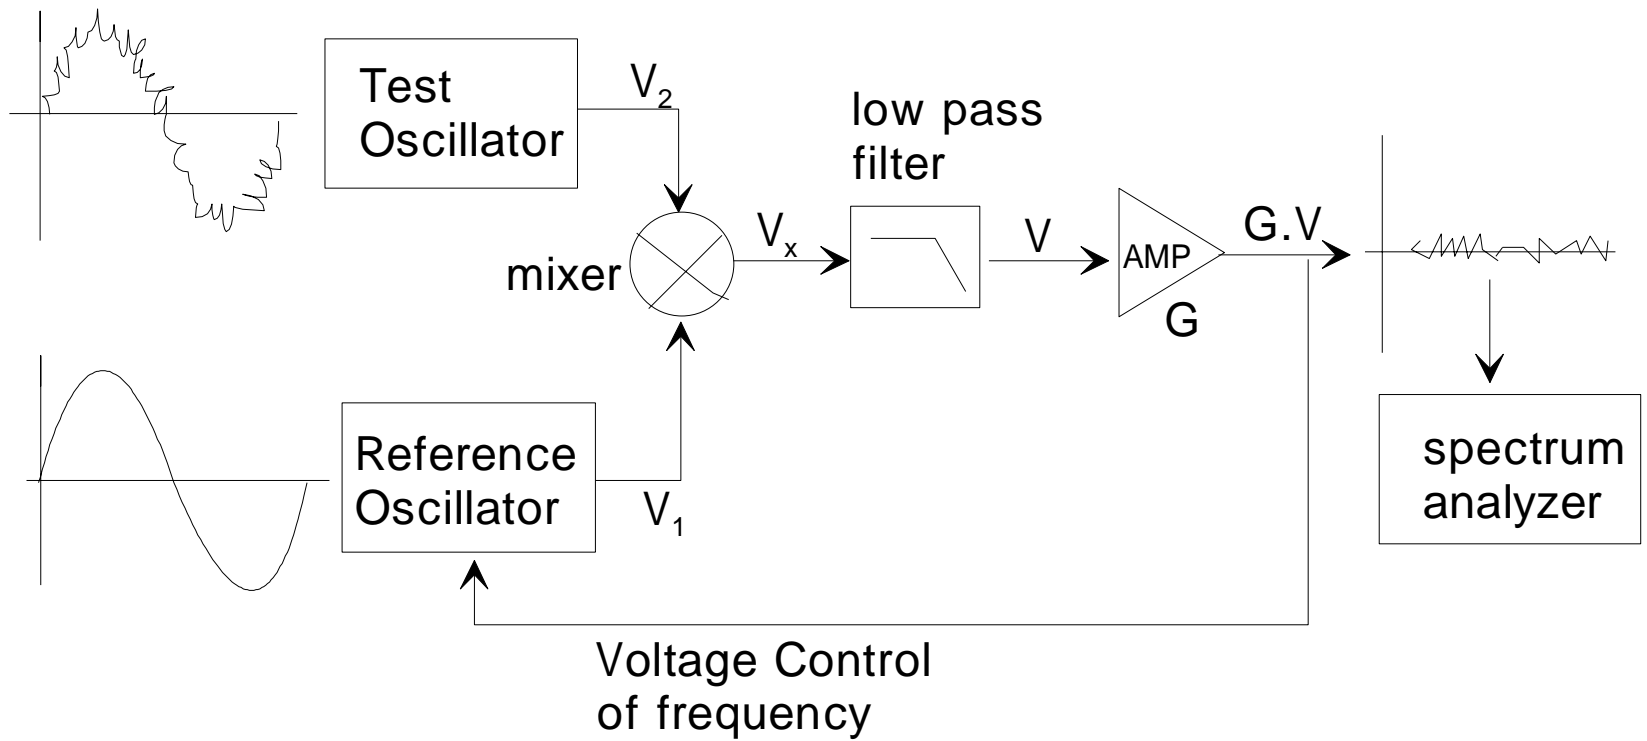 Test
Oscillator
V2
low pass
filter
mixer
Vx
V
AMP
G
G.V
Reference
Oscillator
V1
spectrum
analyzer
Voltage Control
of frequency